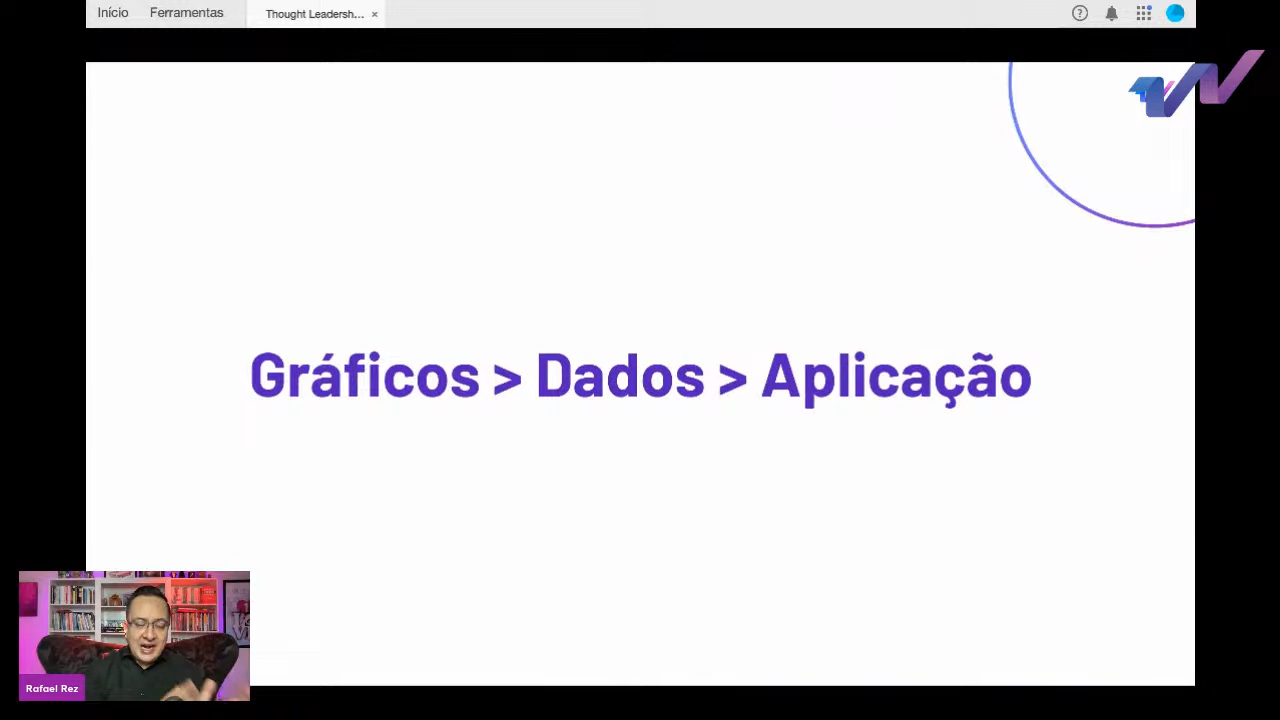 Início Ferramentas Thought Leadersh... ×
Gráficos > Dados > Aplicação
Rafael Rez